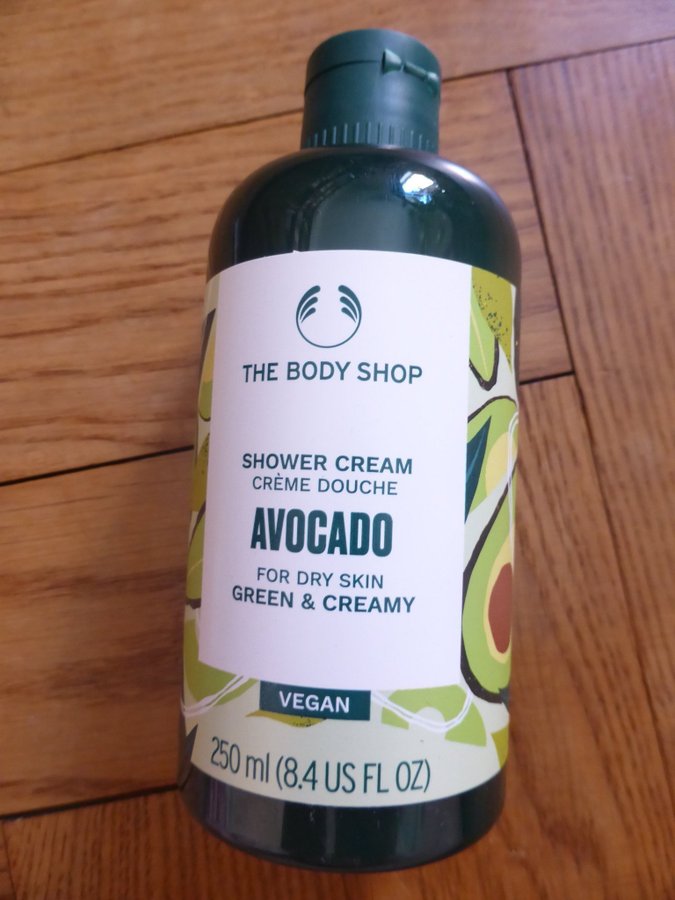 THE BODY SHOP
SHOWER CREAM
CRÈME DOUCHE
AVOCADO
FOR DRY SKIN
GREEN & CREAMY
VEGAN
250 ml (8.4 US FL OZ)